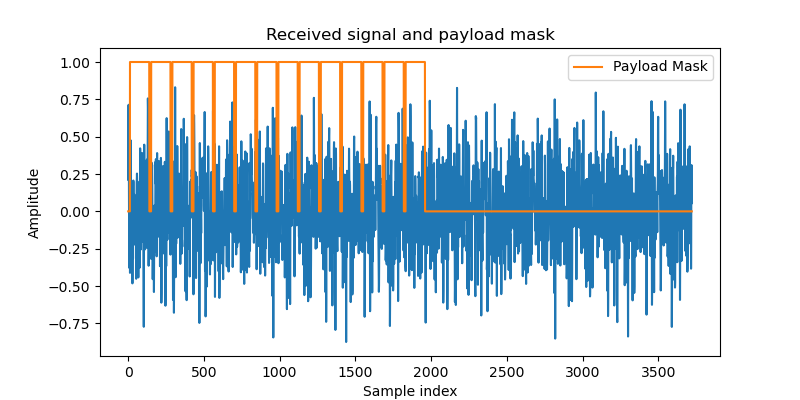 Received signal and payload mask
Payload Mask
1.00
0.75
0.50
0.25
0.00
−0.25
−0.50
−0.75
Amplitude
0 500 1000 1500 2000 2500 3000 3500
Sample index